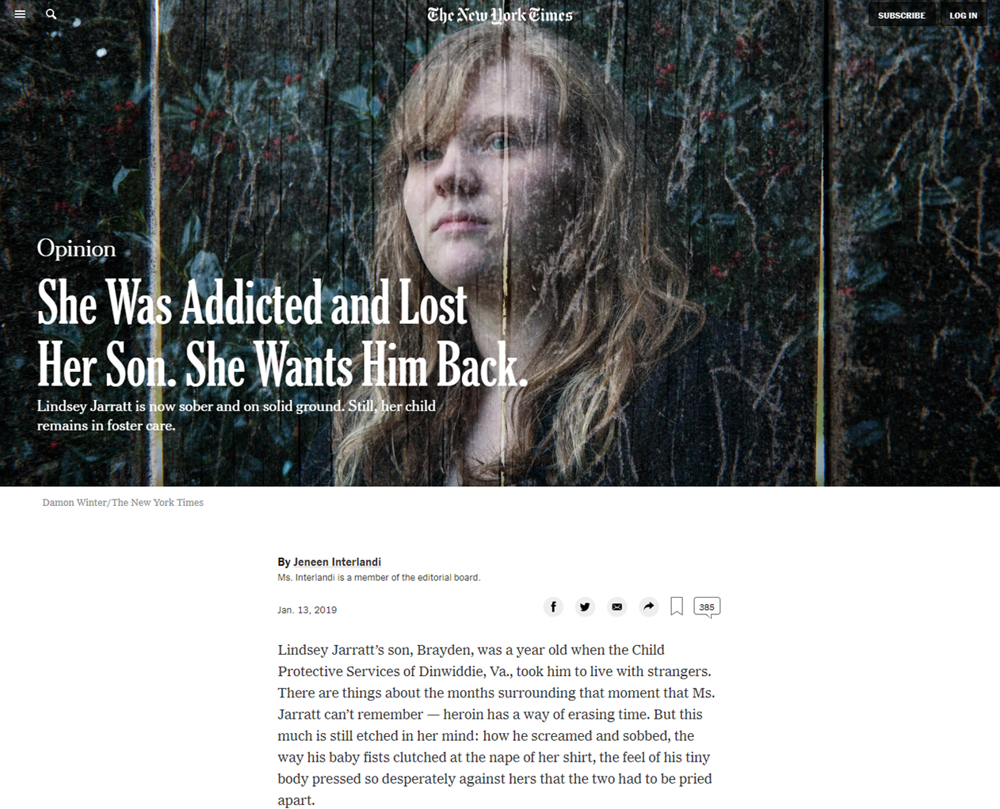 The New York Times
SUBSCRIBE
LOG IN
Opinion
She Was Addicted and Lost
Her Son. She Wants Him Back.
Lindsey Jarratt is now sober and on solid ground. Still, her child
remains in foster care.
Damon Winter/The New York Times
By Jeneen Interlandi
Ms. Interlandi is a member of the editorial board.
Jan. 13, 2019
385
Lindsey Jarratt’s son, Brayden, was a year old when the Child
Protective Services of Dinwiddie, Va., took him to live with strangers.
There are things about the months surrounding that moment that Ms.
Jarratt can’t remember — heroin has a way of erasing time. But this
much is still etched in her mind: how he screamed and sobbed, the
way his baby fists clutched at the nape of her shirt, the feel of his tiny
body pressed so desperately against hers that the two had to be pried
apart.